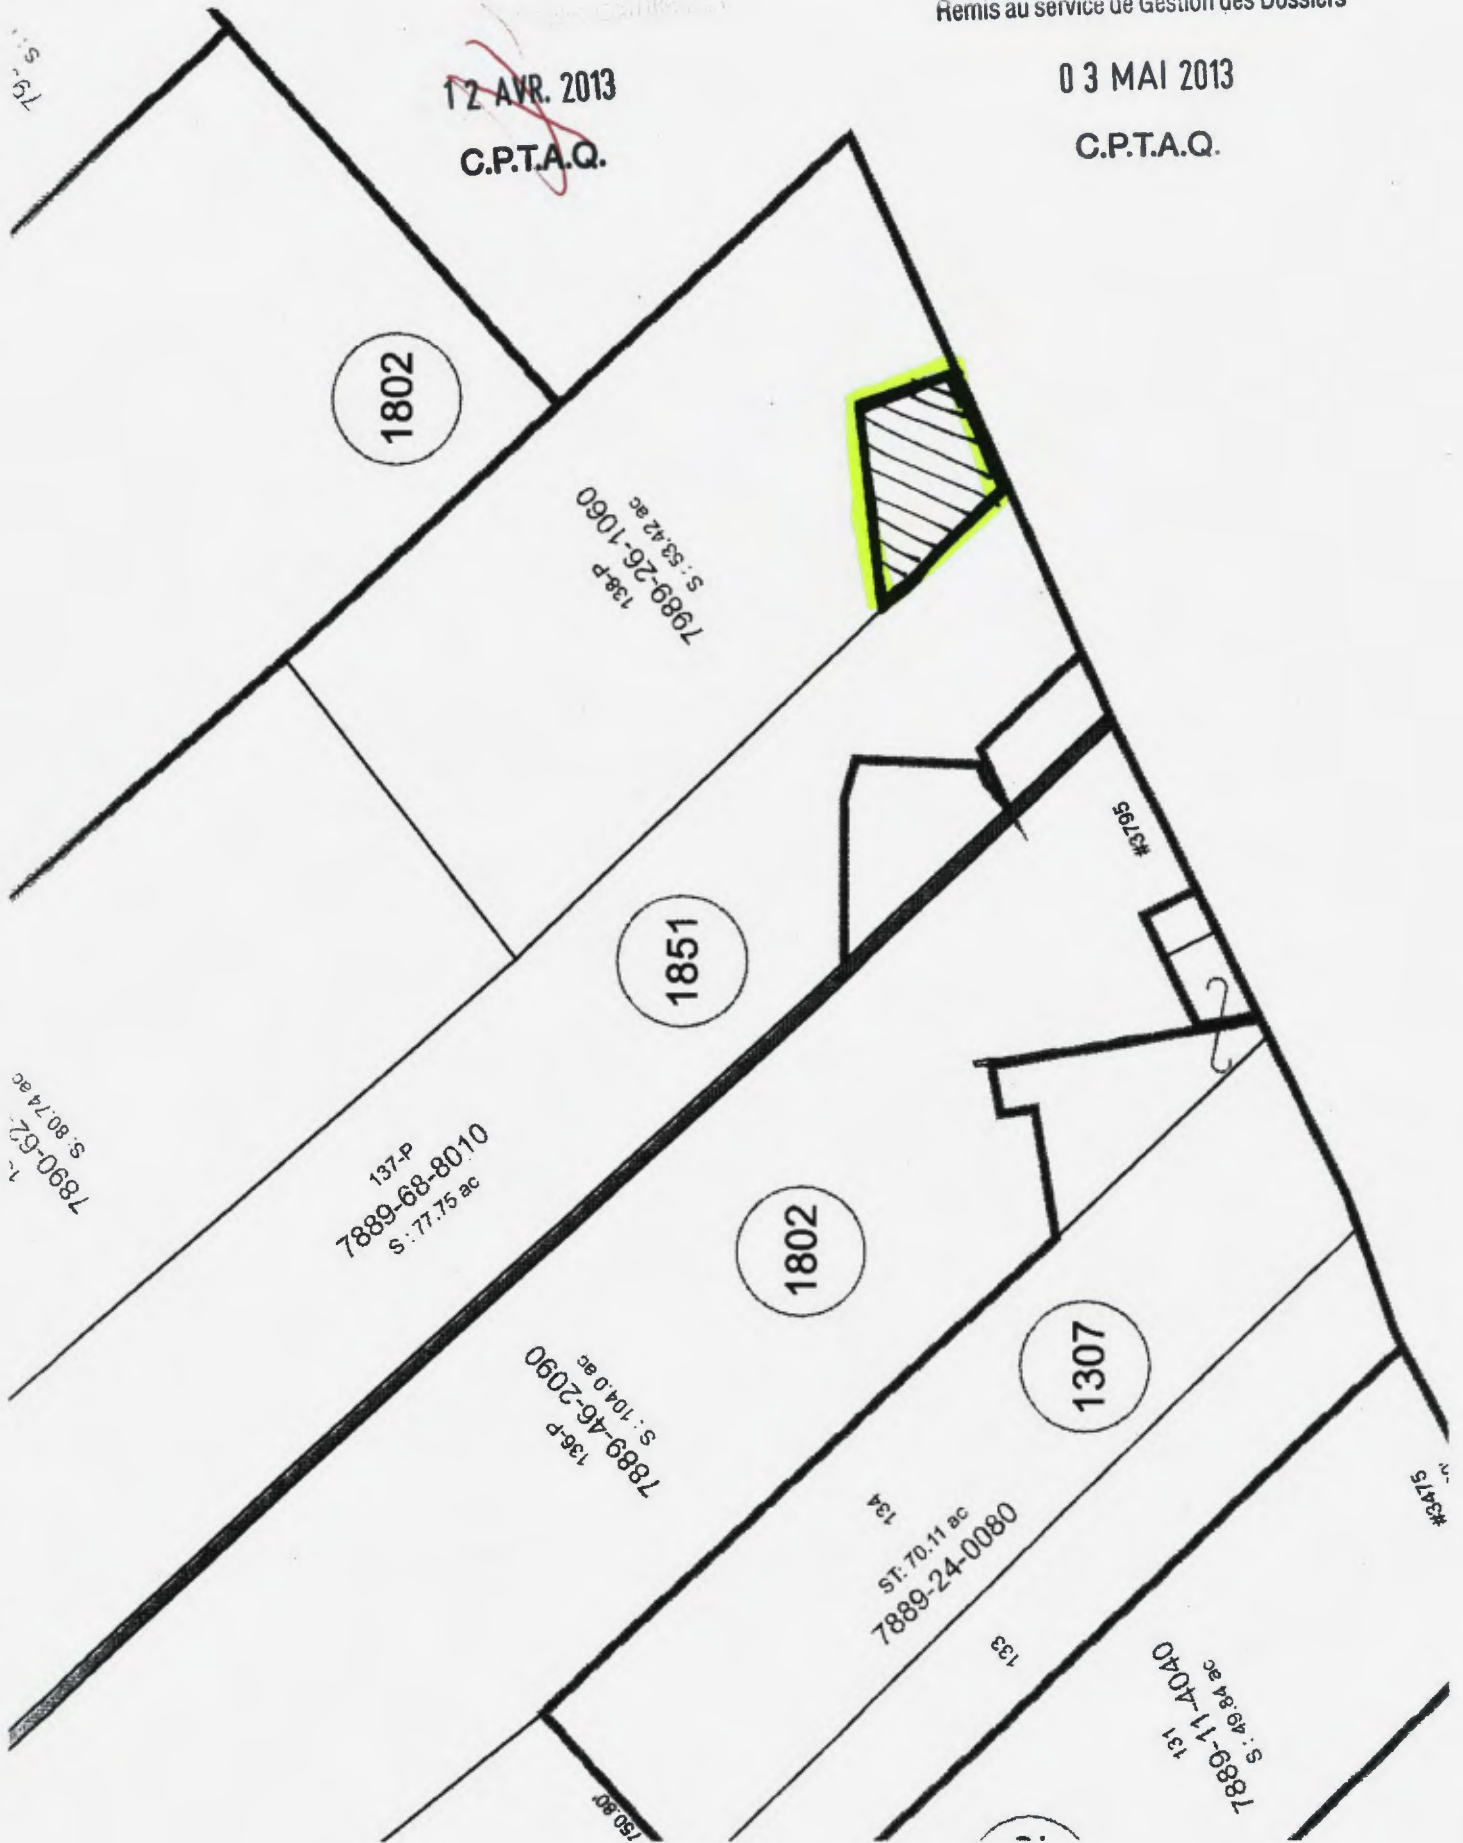 Remis au service de Gestion des Dossiers
12 AVR. 2013
C.P.T.A.Q.
03 MAI 2013
C.P.T.A.Q.
1802
138-P
7989-26-1060
S : 53.42 ac
#3795
1851
7890-62
S: 80.74 ac
137-P
7889-68-8010
S : 77.75 ac
1802
136-P
7889-46-2090
S : 104.0 ac
1307
134
ST: 70.11 ac
7889-24-0080
133
131
7889-11-4040
S : 49.84 ac
#3475
750.80'